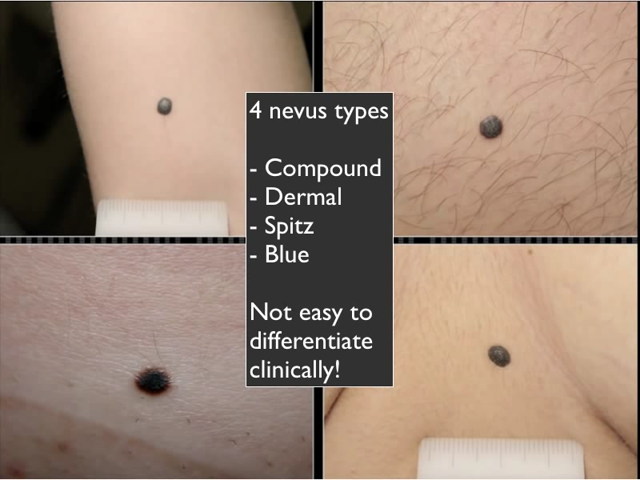 4 nevus types
- Compound
- Dermal
- Spitz
- Blue
Not easy to
differentiate
clinically!